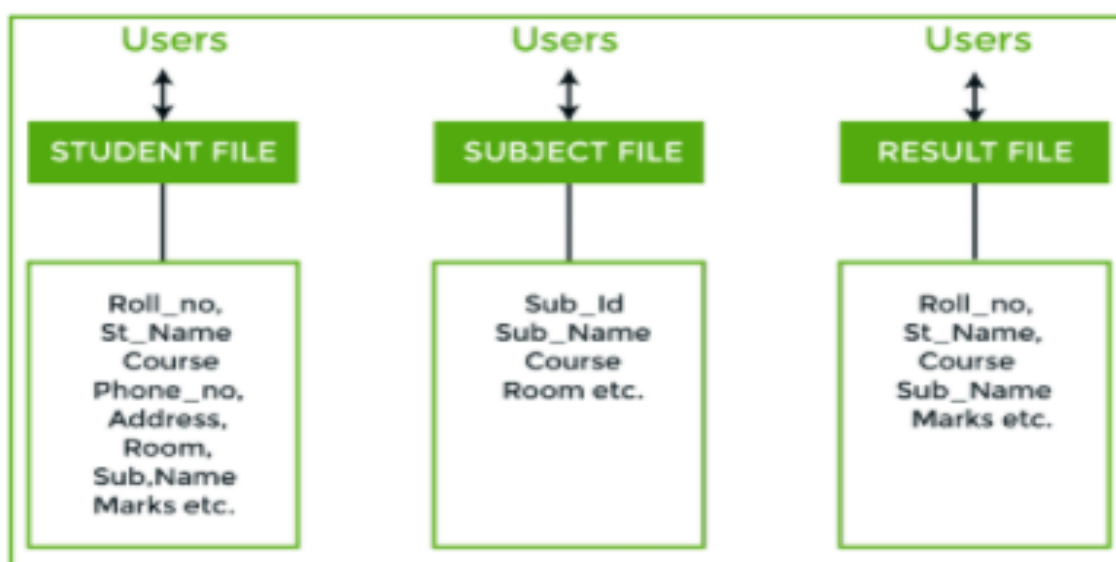 Users
STUDENT FILE
Roll_no,
St_Name
Course
Phone_no,
Address,
Room,
Sub,Name
Marks etc.
Users
SUBJECT FILE
Sub_Id
Sub_Name
Course
Room etc.
Users
RESULT FILE
Roll_no,
St_Name,
Course
Sub_Name
Marks etc.